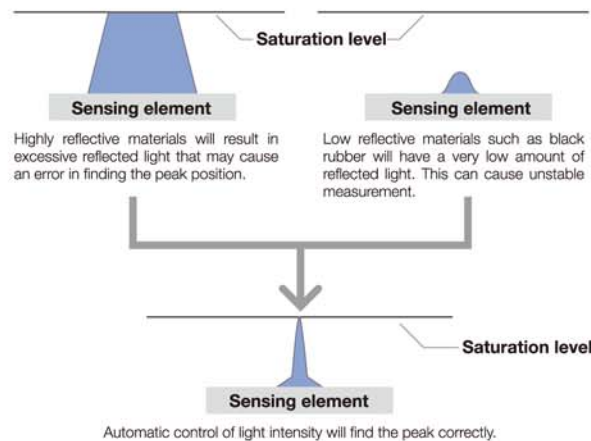 Saturation level
Sensing element
Highly reflective materials will result in
excessive reflected light that may cause
an error in finding the peak position.
Sensing element
Low reflective materials such as black
rubber will have a very low amount of
reflected light. This can cause unstable
measurement.
Saturation level
Sensing element
Automatic control of light intensity will find the peak correctly.